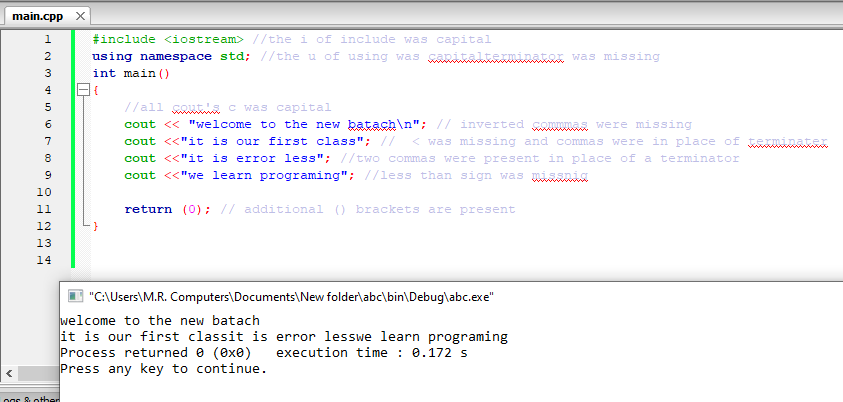 main.cpp
1 #include <iostream> //the i of include was capital
2 using namespace std; //the u of using was capitalterminator was missing
3 int main()
4 {
5 //all cout's c was capital
6 cout << "welcome to the new batach\n"; // inverted commmas were missing
7 cout <<"it is our first class"; //  < was missing and commas were in place of terminater
8 cout <<"it is error less"; //two commas were present in place of a terminator
9 cout <<"we learn programing"; //less than sign was missnig
10
11 return (0); // additional () brackets are present
12 }
13
14
"C:\Users\M.R. Computers\Documents\New folder\abc\bin\Debug\abc.exe"
welcome to the new batach
it is our first classit is error lesswe learn programing
Process returned 0 (0x0)   execution time : 0.172 s
Press any key to continue.
ogs & other